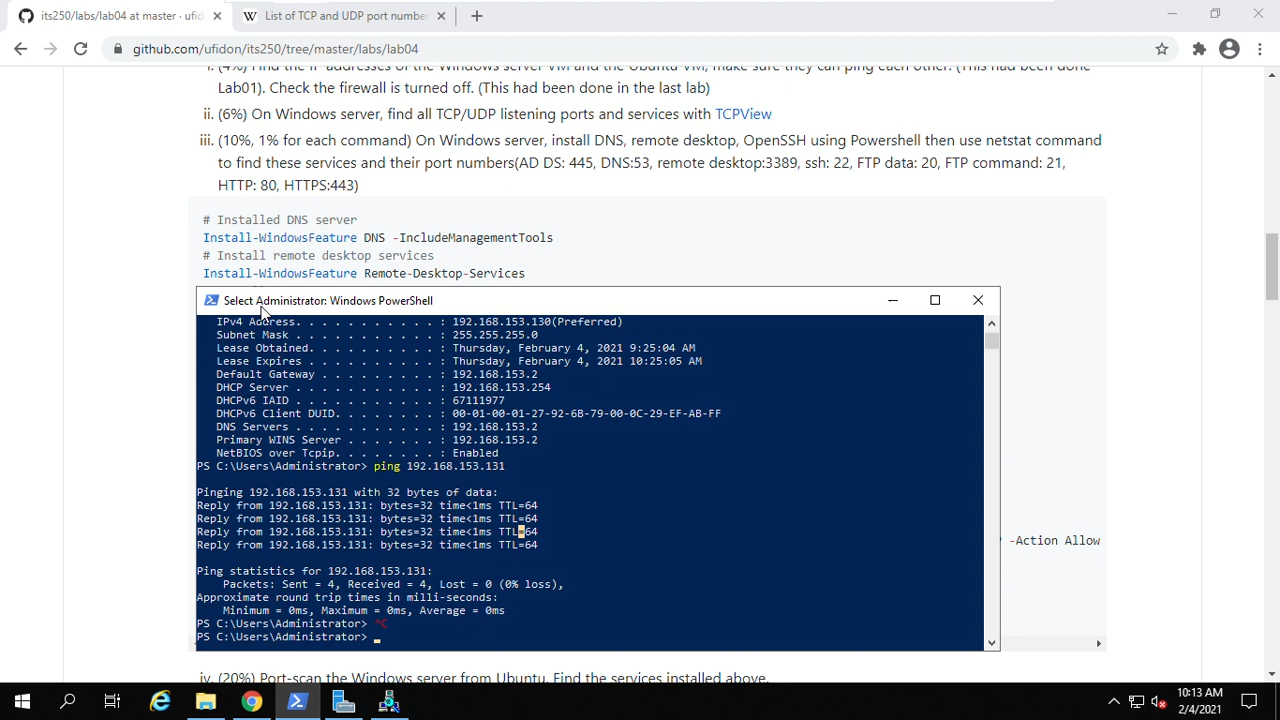 its250/labs/lab04 at master · ufid
List of TCP and UDP port number
github.com/ufidon/its250/tree/master/labs/lab04
i. (4%) Find the IP addresses of the Windows server VM and the Ubuntu VM, make sure they can ping each other. (This had been done
Lab01). Check the firewall is turned off. (This had been done in the last lab)
ii. (6%) On Windows server, find all TCP/UDP listening ports and services with TCPView
iii. (10%, 1% for each command) On Windows server, install DNS, remote desktop, OpenSSH using Powershell then use netstat command
to find these services and their port numbers(AD DS: 445, DNS:53, remote desktop:3389, ssh: 22, FTP data: 20, FTP command: 21,
HTTP: 80, HTTPS:443)
# Installed DNS server
Install-WindowsFeature DNS -IncludeManagementTools
# Install remote desktop services
Install-WindowsFeature Remote-Desktop-Services
Select Administrator: Windows PowerShell
IPv4 Address. . . . . . . . . . . : 192.168.153.130(Preferred)
Subnet Mask . . . . . . . . . . . : 255.255.255.0
Lease Obtained. . . . . . . . . . : Thursday, February 4, 2021 9:25:04 AM
Lease Expires . . . . . . . . . . : Thursday, February 4, 2021 10:25:05 AM
Default Gateway . . . . . . . . . : 192.168.153.2
DHCP Server . . . . . . . . . . . : 192.168.153.254
DHCPv6 IAID . . . . . . . . . . . : 67111977
DHCPv6 Client DUID. . . . . . . . : 00-01-00-01-27-92-6B-79-00-0C-29-EF-AB-FF
DNS Servers . . . . . . . . . . . : 192.168.153.2
Primary WINS Server . . . . . . . : 192.168.153.2
NetBIOS over Tcpip. . . . . . . . : Enabled
PS C:\Users\Administrator> ping 192.168.153.131
Pinging 192.168.153.131 with 32 bytes of data:
Reply from 192.168.153.131: bytes=32 time<1ms TTL=64
Reply from 192.168.153.131: bytes=32 time<1ms TTL=64
Reply from 192.168.153.131: bytes=32 time<1ms TTL=64
Reply from 192.168.153.131: bytes=32 time<1ms TTL=64
Ping statistics for 192.168.153.131:
Packets: Sent = 4, Received = 4, Lost = 0 (0% loss),
Approximate round trip times in milli-seconds:
Minimum = 0ms, Maximum = 0ms, Average = 0ms
PS C:\Users\Administrator> ^C
PS C:\Users\Administrator>
-Action Allow
iv. (20%) Port-scan the Windows server from Ubuntu. Find the services installed above.
10:13 AM
2/4/2021